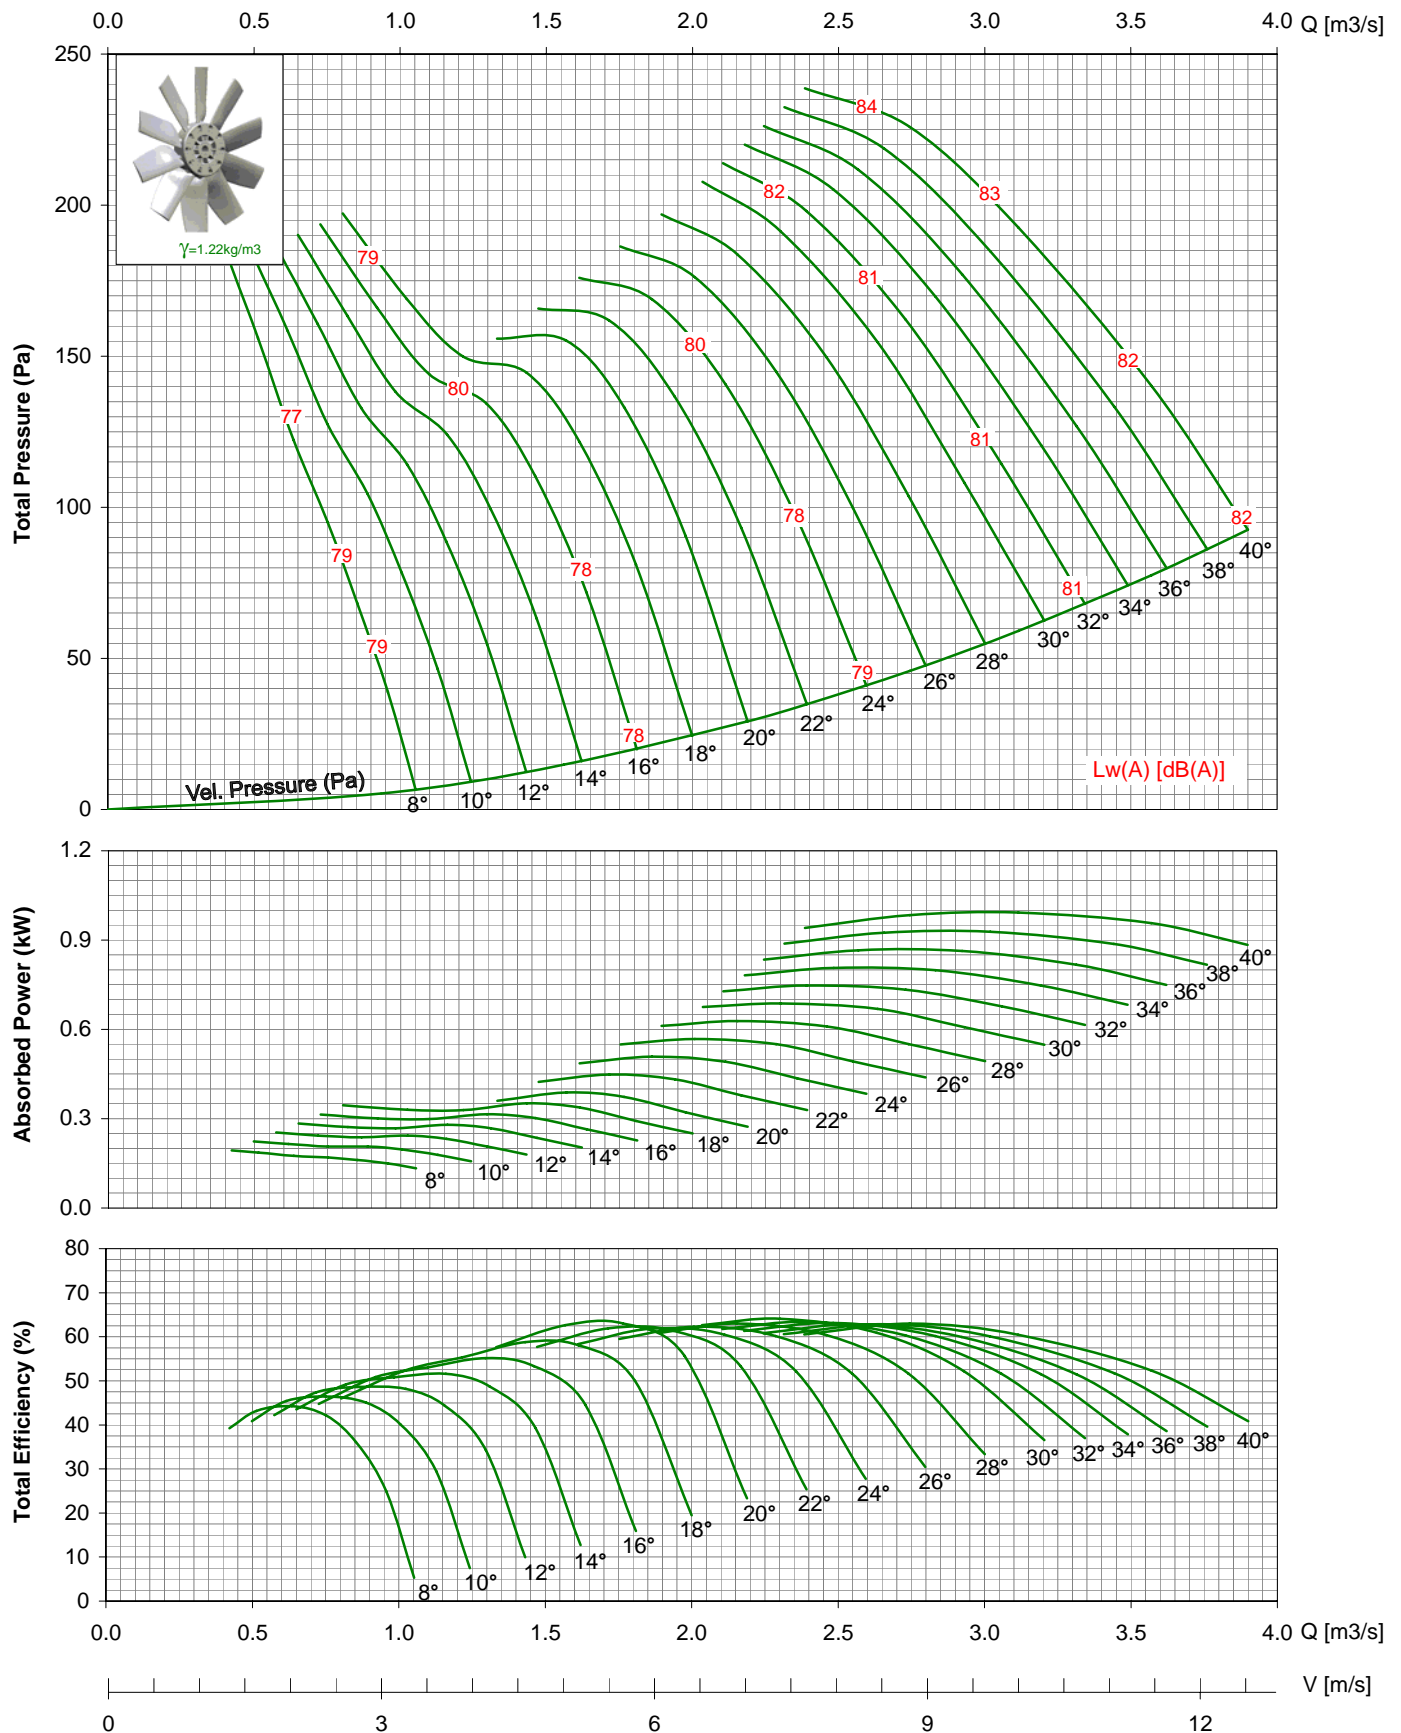 0.0 0.5 1.0 1.5 2.0 2.5 3.0 3.5 4.0 Q [m3/s]
250
200
150
100
50
0
Total Pressure (Pa)
γ=1.22kg/m3
84
83
82
79
81
82
80
80
77
81
82
78
79
78
81
79
79
78
Lw(A) [dB(A)]
Vel. Pressure (Pa)
8° 10° 12° 14° 16° 18° 20° 22° 24° 26° 28° 30° 32° 34° 36° 38° 40°
1.2
0.9
0.6
0.3
0.0
Absorbed Power (kW)
8° 10° 12° 14° 16° 18° 20° 22° 24° 26° 28° 30° 32° 34° 36° 38° 40°
80
70
60
50
40
30
20
10
0
Total Efficiency (%)
8° 10° 12° 14° 16° 18° 20° 22° 24° 26° 28° 30° 32° 34° 36° 38° 40°
0.0 0.5 1.0 1.5 2.0 2.5 3.0 3.5 4.0 Q [m3/s]
V [m/s]
0 3 6 9 12